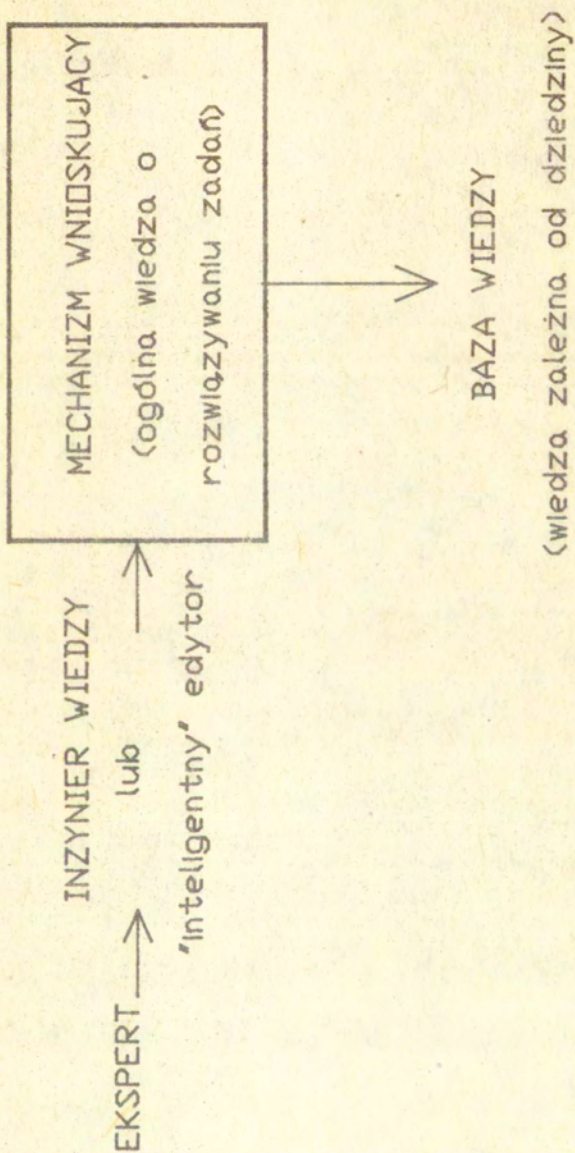 EKSPERT
INZYNIER WIEDZY
lub
"inteligentny" edytor
MECHANIZM WNIOSKUJACY
(ogólna wiedza o
rozwiązywaniu zadań)
BAZA WIEDZY
(wiedza zależna od dziedziny)